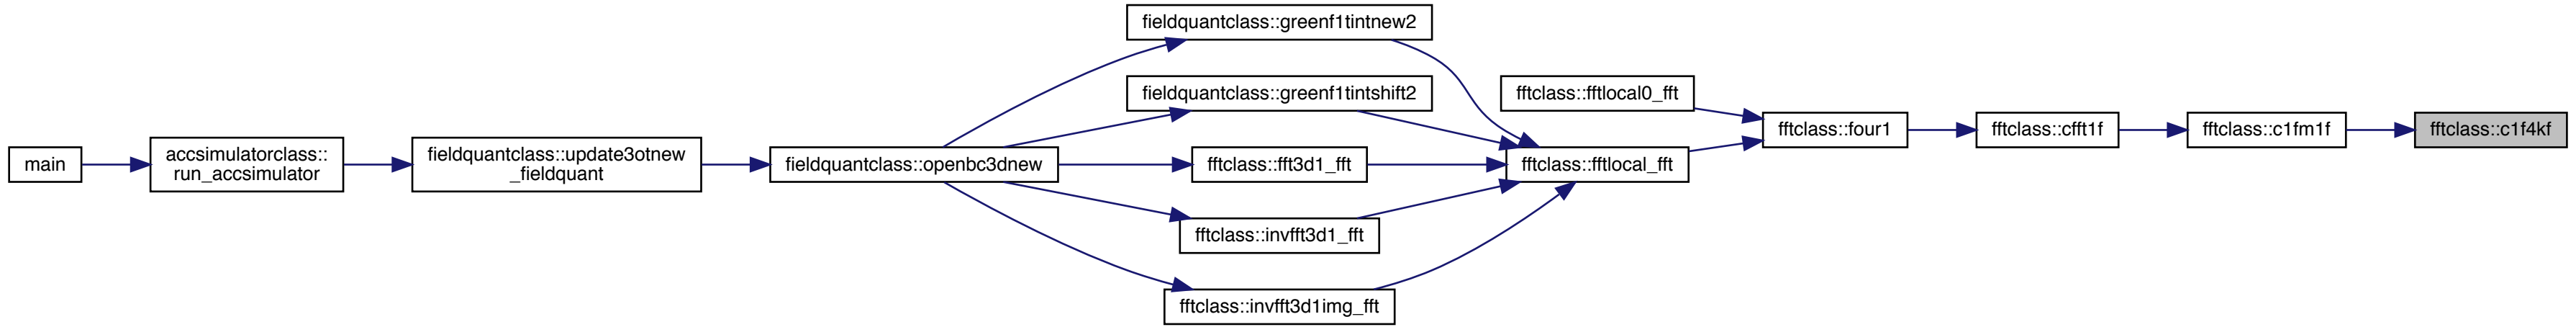 main
accsimulatorclass::
run_accsimulator
fieldquantclass::update3otnew
_fieldquant
fieldquantclass::openbc3dnew
fieldquantclass::greenf1tintnew2
fieldquantclass::greenf1tintshift2
fftclass::fft3d1_fft
fftclass::invfft3d1_fft
fftclass::invfft3d1img_fft
fftclass::fftlocal0_fft
fftclass::fftlocal_fft
fftclass::four1
fftclass::cfft1f
fftclass::c1fm1f
fftclass::c1f4kf